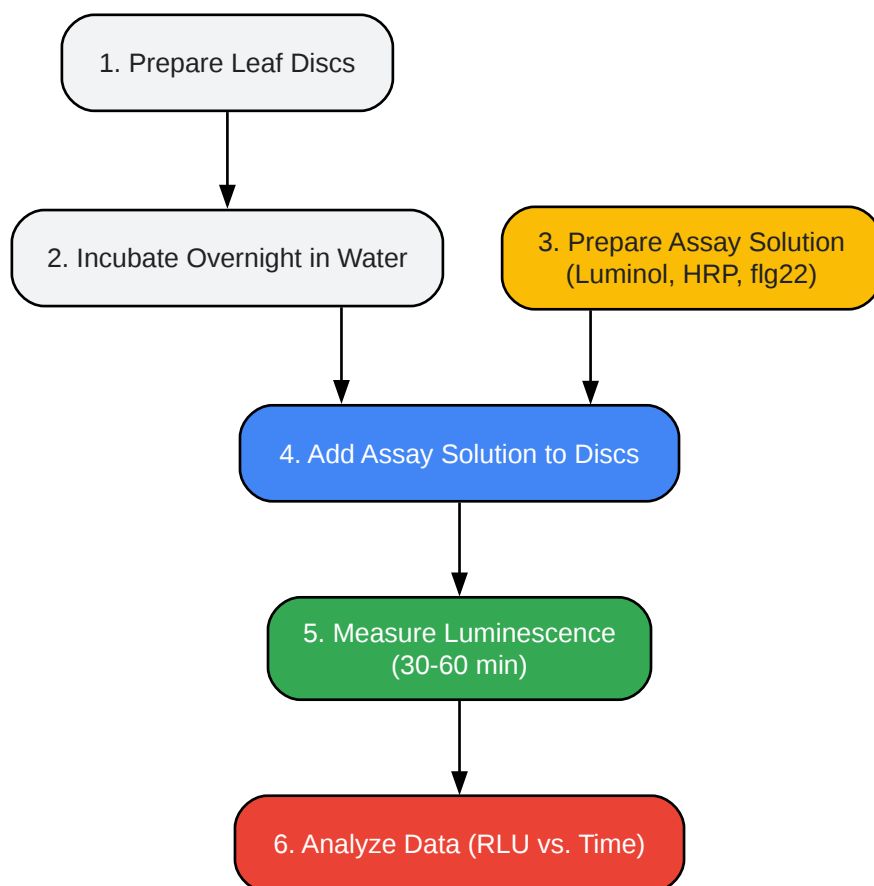 1. Prepare Leaf Discs
2. Incubate Overnight in Water
3. Prepare Assay Solution
(Luminol, HRP, flg22)
4. Add Assay Solution to Discs
5. Measure Luminescence
(30-60 min)
6. Analyze Data (RLU vs. Time)